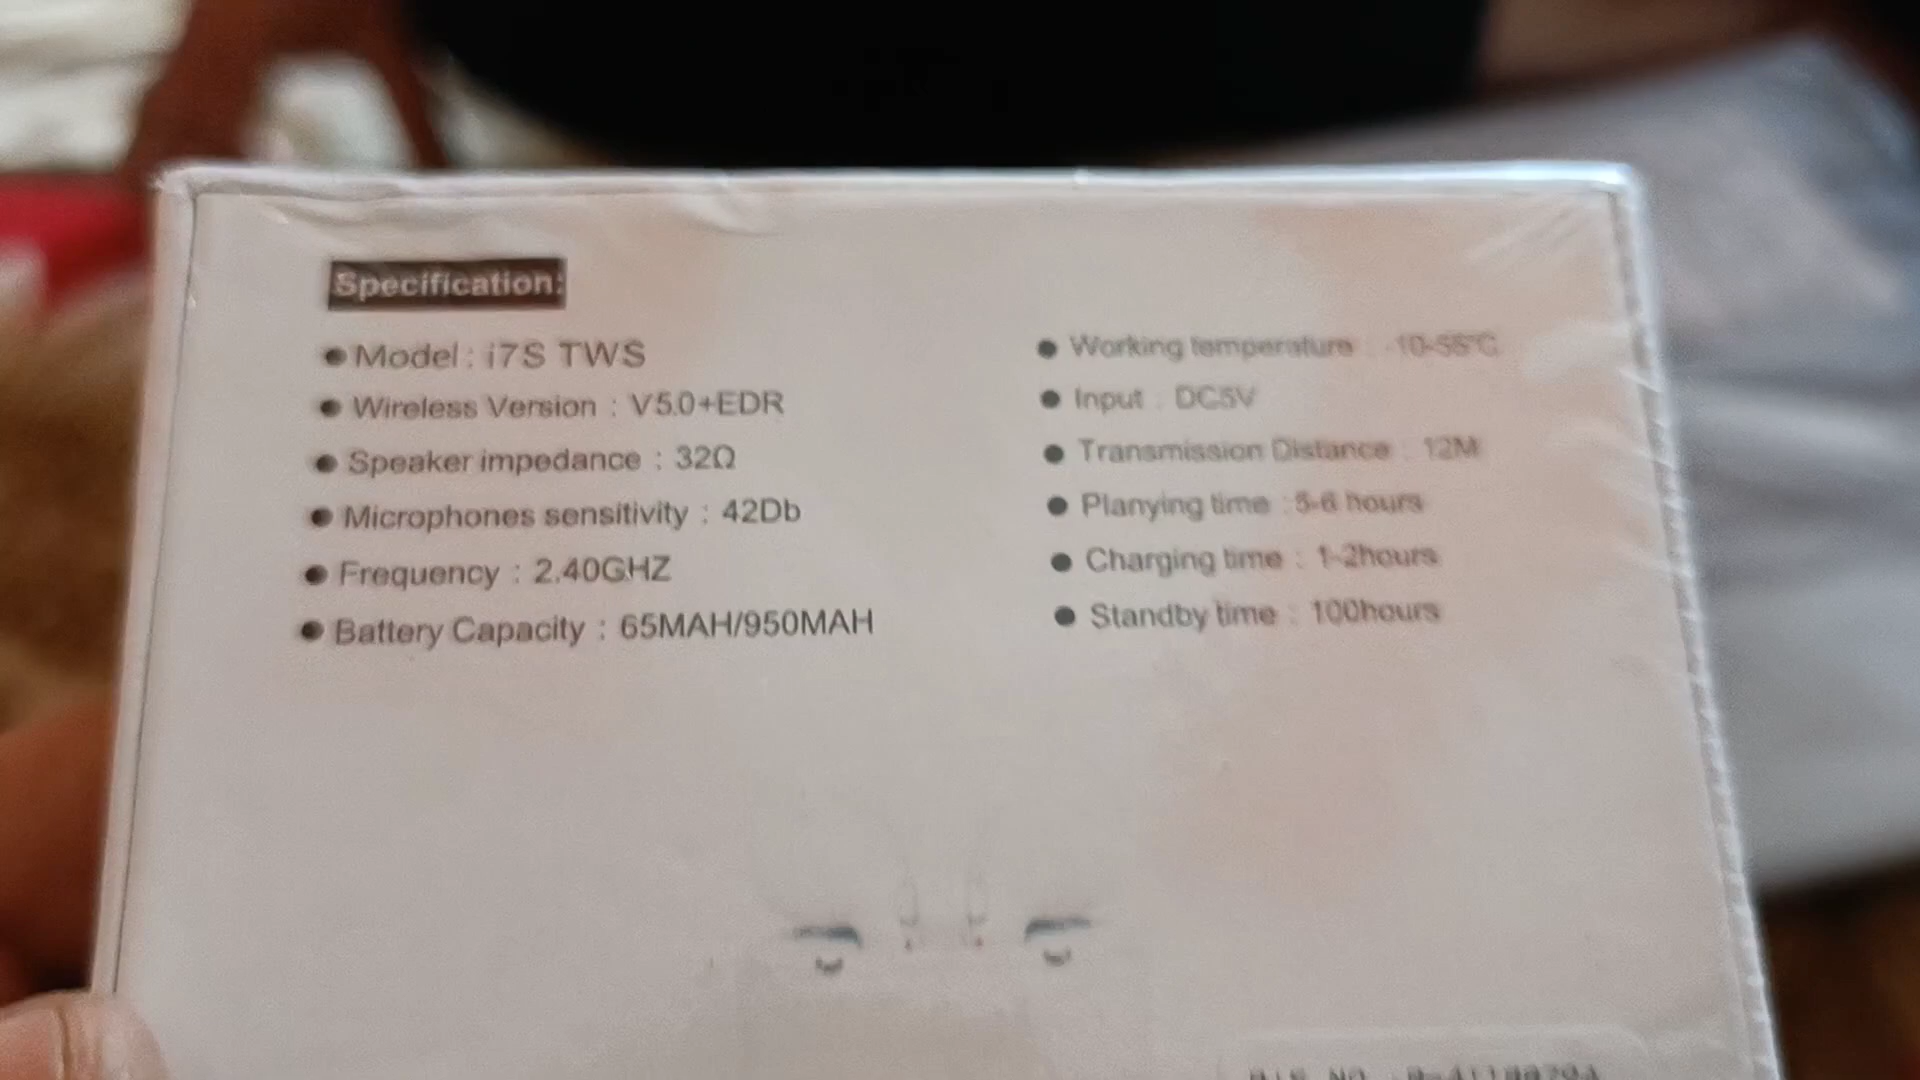 Specification:
Model : i7S TWS
Wireless Version : V5.0+EDR
Speaker impedance : 32Ω
Microphones sensitivity : 42Db
Frequency : 2.40GHZ
Battery Capacity : 65MAH/950MAH
Working temperature : -10-55°C
Input : DC5V
Transmission Distance : 12M
Planying time : 5-6 hours
Charging time : 1-2hours
Standby time : 100hours